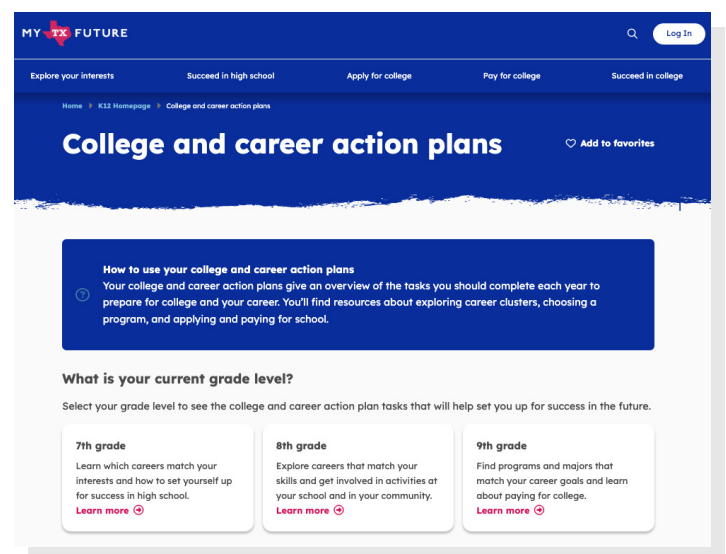 MY TX FUTURE
Log In
Explore your interests
Succeed in high school
Apply for college
Pay for college
Succeed in college
Home
K12 Homepage
College and career action plans
College and career action plans
Add to favorites
How to use your college and career action plans
Your college and career action plans give an overview of the tasks you should complete each year to
prepare for college and your career. You'll find resources about exploring career clusters, choosing a
program, and applying and paying for school.
What is your current grade level?
Select your grade level to see the college and career action plan tasks that will help set you up for success in the future.
7th grade
Learn which careers match your
interests and how to set yourself up
for success in high school.
Learn more
8th grade
Explore careers that match your
skills and get involved in activities at
your school and in your community.
Learn more
9th grade
Find programs and majors that
match your career goals and learn
about paying for college.
Learn more